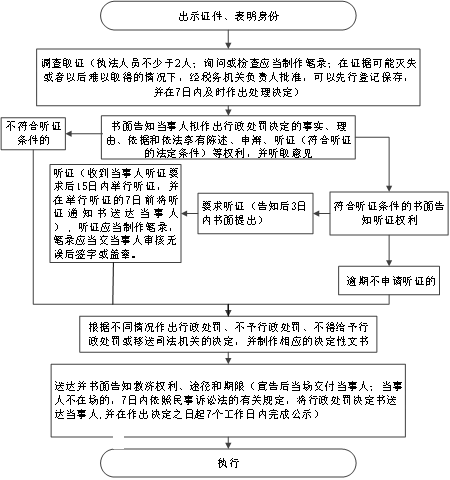 出示证件、表明身份
调查取证（执法人员不少于2人；询问或检查应当制作笔录；在证据可能灭失
或者以后难以取得的情况下，经税务机关负责人批准，可以先行登记保存，
并在7日内及时作出处理决定）
不符合听证
条件的
书面告知当事人拟作出行政处罚决定的事实、理
由、依据和依法享有陈述、申辩、听证（符合听证
的法定条件）等权利，并听取意见
听证（收到当事人听证要
求后15日内举行听证，并
在举行听证的7日前将听
证通知书送达当事人
），听证应当制作笔录，
笔录应当交当事人审核无
误后签字或盖章。
要求听证（告知后3日
内书面提出）
符合听证条件的书面告
知听证权利
逾期不申请听证的
根据不同情况作出行政处罚、不予行政处罚、不得给予行
政处罚或移送司法机关的决定，并制作相应的决定性文书
送达并书面告知救济权利、途径和期限（宣告后当场交付当事人；当事
人不在场的，7日内依照民事诉讼法的有关规定，将行政处罚决定书送
达当事人,并在作出决定之日起7个工作日内完成公示）
执行